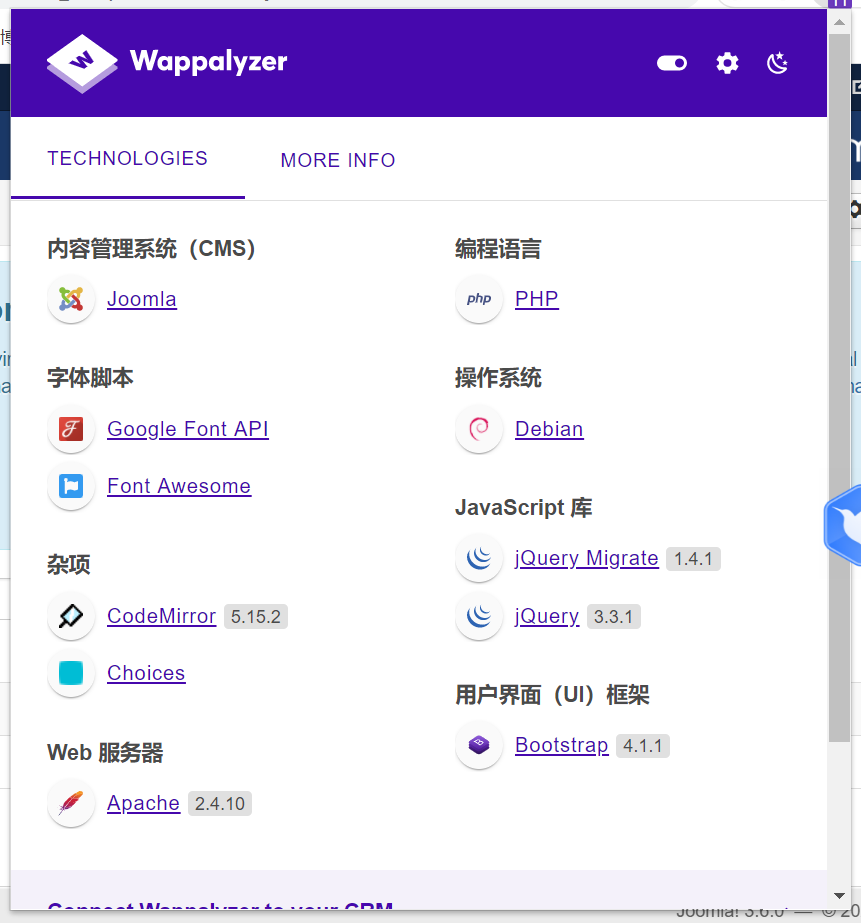 Wappalyzer
TECHNOLOGIES
MORE INFO
内容管理系统（CMS）
Joomla
字体脚本
Google Font API
Font Awesome
杂项
CodeMirror 5.15.2
Choices
Web 服务器
Apache 2.4.10
编程语言
php PHP
操作系统
Debian
JavaScript 库
jQuery Migrate 1.4.1
jQuery 3.3.1
用户界面（UI）框架
Bootstrap 4.1.1
Connect Wappalyzer to your CRM
Joomla! 3.6.0 — © 20